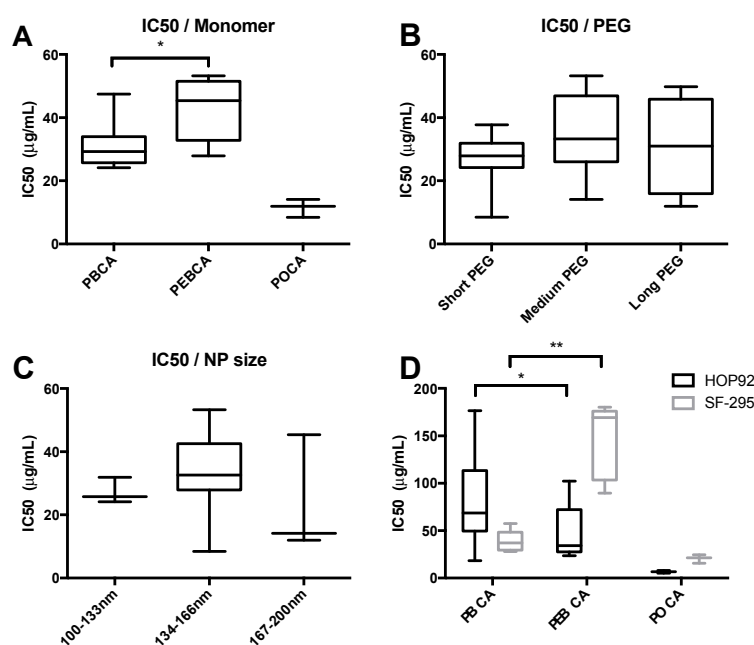 A
IC50 / Monomer
*
60
40
20
0
IC50 (µg/mL)
PBCA
PEBCA
POCA
B
IC50 / PEG
60
40
20
0
IC50 (µg/mL)
Short PEG
Medium PEG
Long PEG
C
IC50 / NP size
60
40
20
0
IC50 (µg/mL)
100-133nm
134-166nm
167-200nm
D
**
*
HOP92
SF-295
200
150
100
50
0
IC50 (µg/mL)
PB CA
PEB CA
PO CA